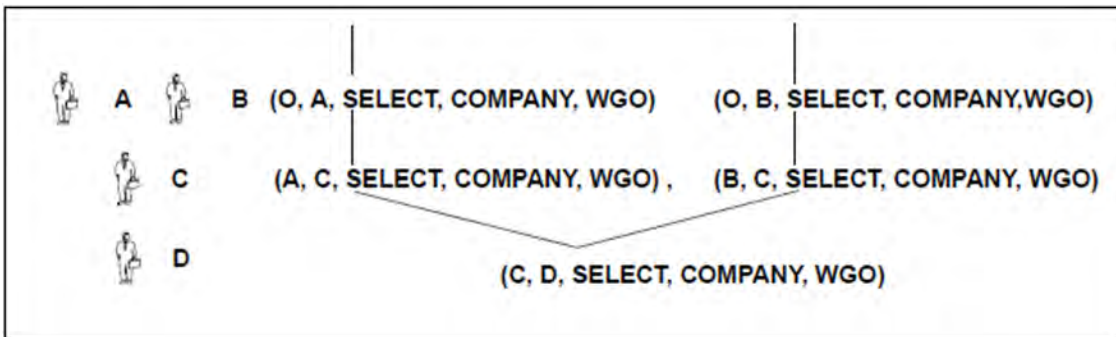 A B (O, A, SELECT, COMPANY, WGO) (O, B, SELECT, COMPANY,WGO)
C (A, C, SELECT, COMPANY, WGO) , (B, C, SELECT, COMPANY, WGO)
D
(C, D, SELECT, COMPANY, WGO)